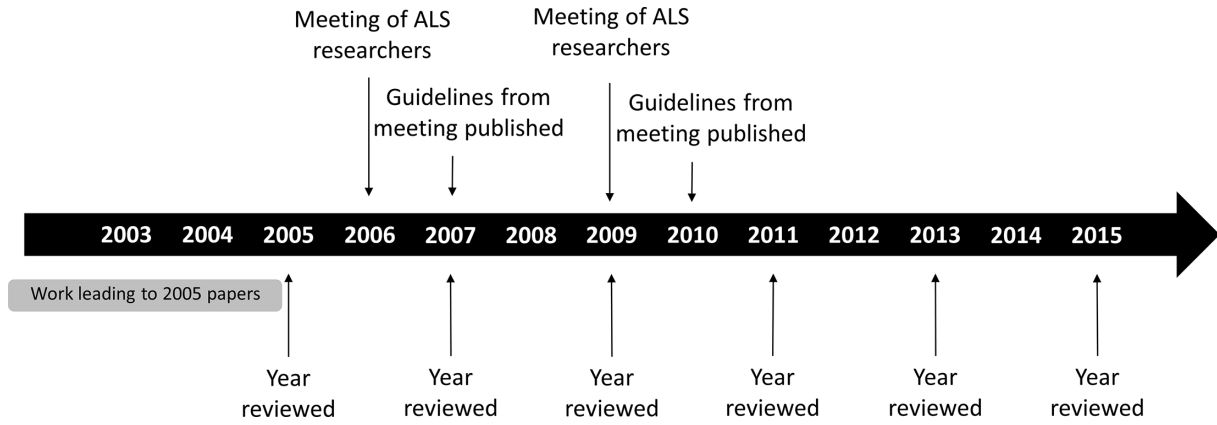 Meeting of ALS
researchers
Guidelines from
meeting published
Meeting of ALS
researchers
Guidelines from
meeting published
2003 2004 2005 2006 2007 2008 2009 2010 2011 2012 2013 2014 2015
Work leading to 2005 papers
Year
reviewed
Year
reviewed
Year
reviewed
Year
reviewed
Year
reviewed
Year
reviewed